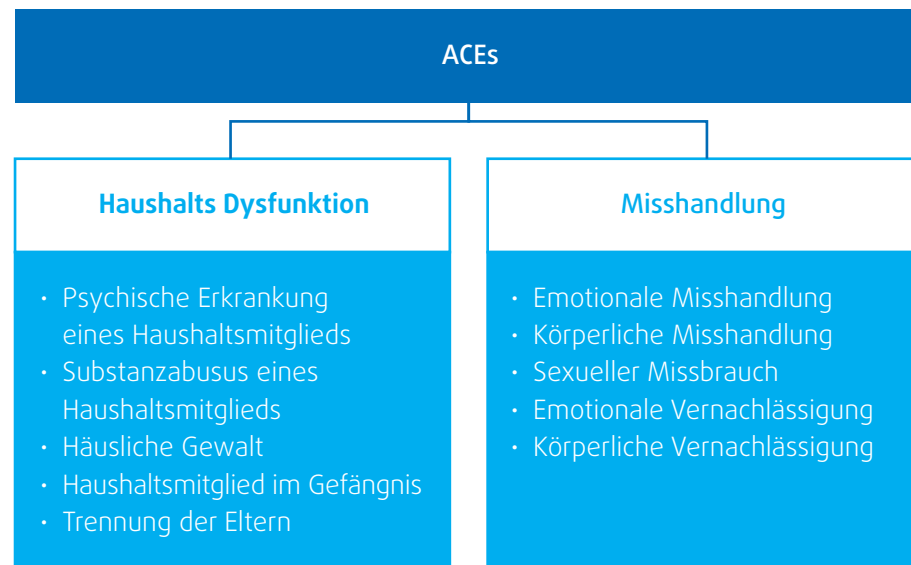 ACEs
Haushalts Dysfunktion
· Psychische Erkrankung
eines Haushaltsmitglieds
· Substanzabusus eines
Haushaltsmitglieds
· Häusliche Gewalt
· Haushaltsmitglied im Gefängnis
· Trennung der Eltern
Misshandlung
· Emotionale Misshandlung
· Körperliche Misshandlung
· Sexueller Missbrauch
· Emotionale Vernachlässigung
· Körperliche Vernachlässigung